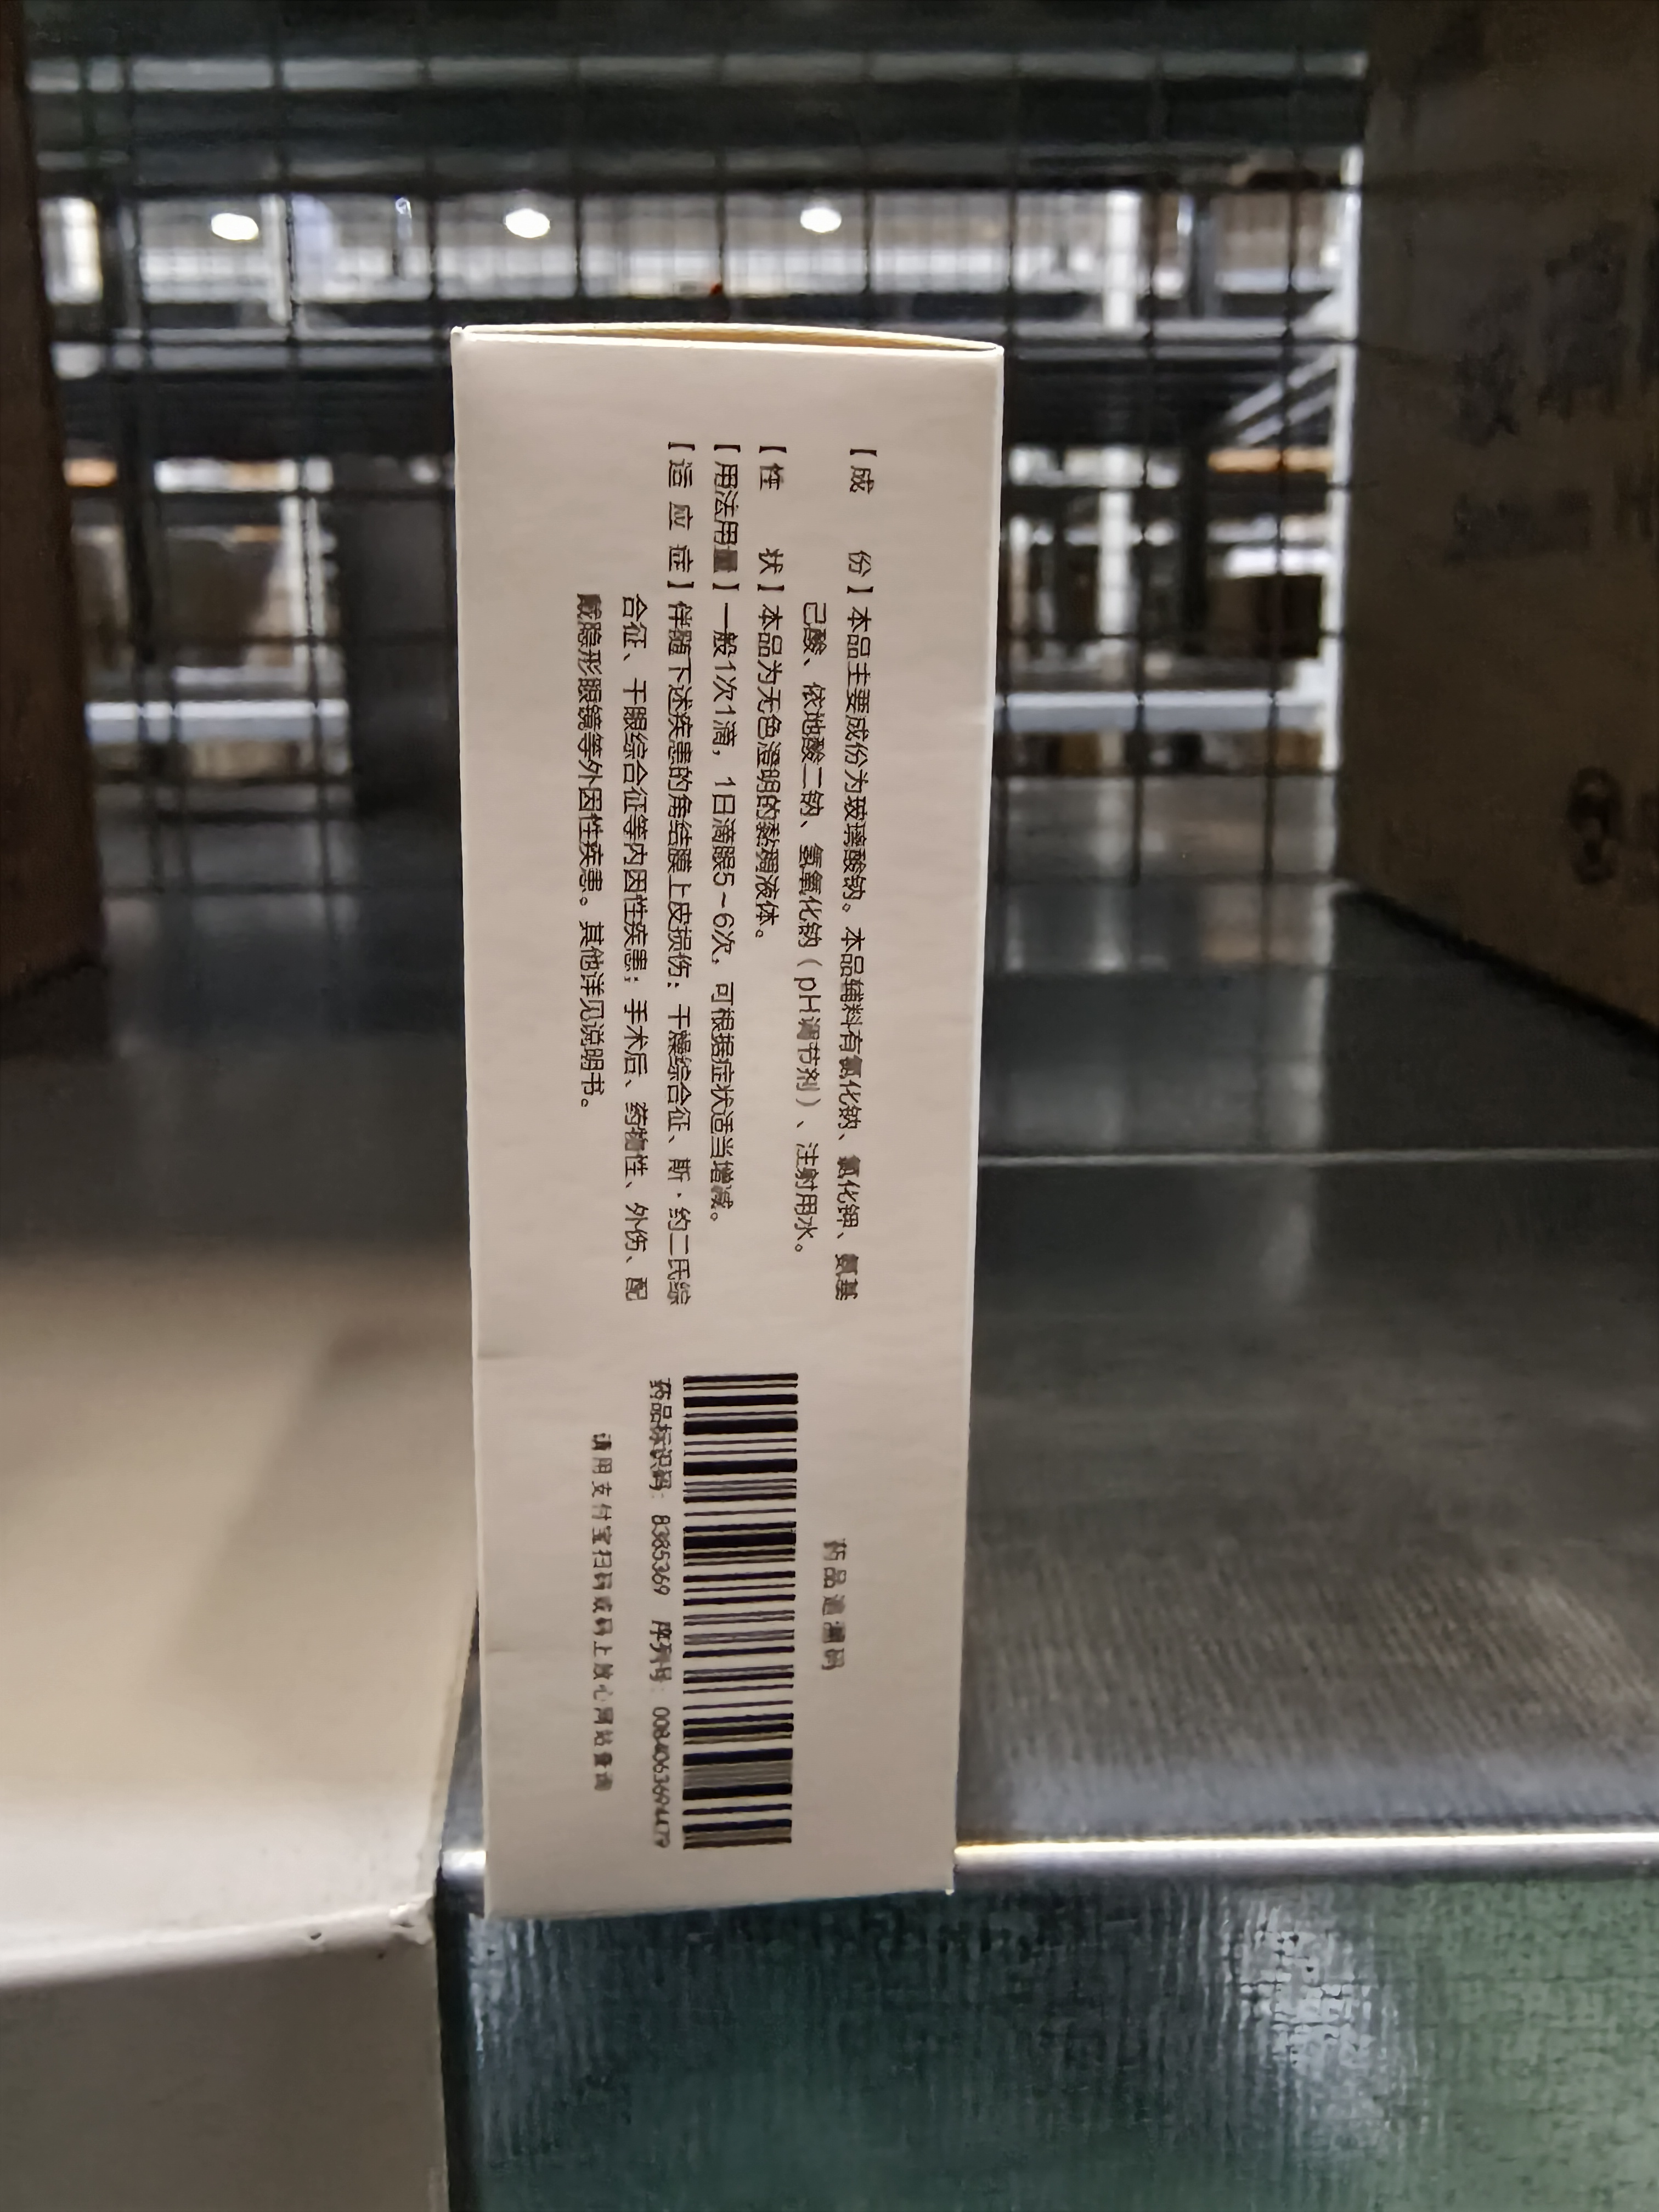 【成　　份】本品主要成份为玻璃酸钠。本品辅料有氯化钠、氯化钾、氨基
己酸、依地酸二钠、氢氧化钠（pH调节剂）、注射用水。
【性　　状】本品为无色澄明的黏稠液体。
【用法用量】一般1次1滴，1日滴眼5~6次，可根据症状适当增减。
【适 应 症】伴随下述疾患的角结膜上皮损伤：干燥综合征、斯·约二氏综
合征、干眼综合征等内因性疾患；手术后、药物性、外伤、配
戴隐形眼镜等外因性疾患。其他详见说明书。
药品追溯码
药品标识码：8385369 序列号：0084063694479
请用支付宝扫码或码上放心网站查询